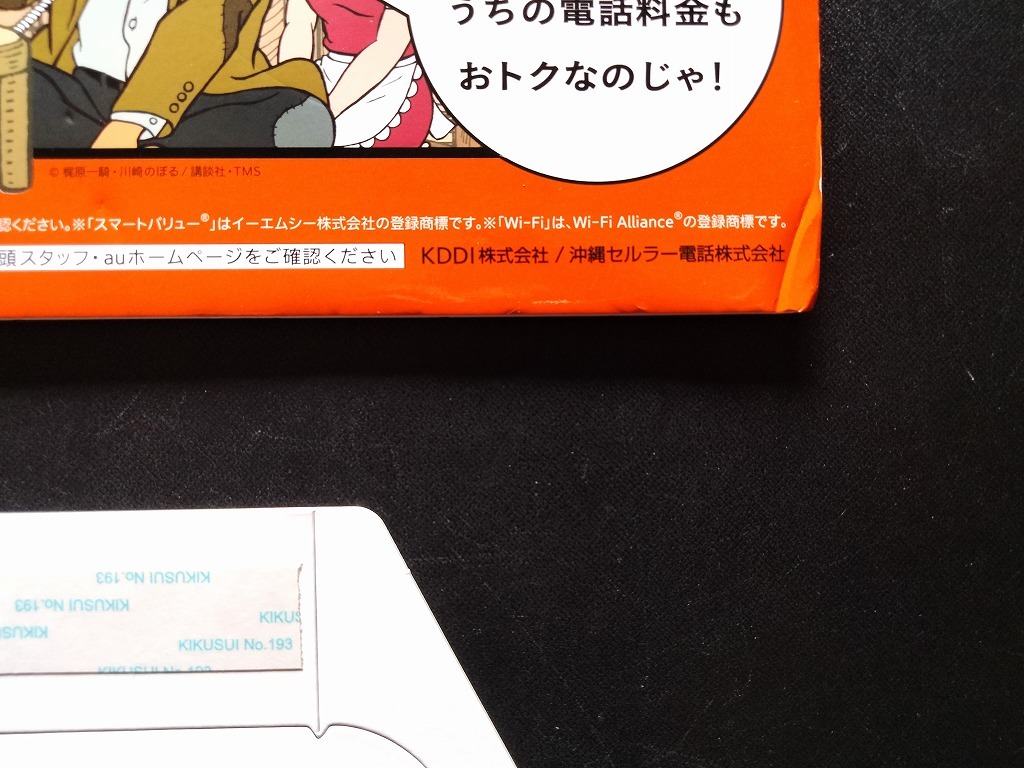 うちの電話料金も
おトクなのじゃ！
© 梶原一騎・川崎のぼる / 講談社・TMS
認ください。※「スマートバリュー®」はイーエムシー株式会社の登録商標です。※「Wi-Fi」は、Wi-Fi Alliance®の登録商標です。
頭スタッフ・auホームページをご確認ください
KDDI株式会社 / 沖縄セルラー電話株式会社
KIKUSUI No.193
KIKUSUI No.193
KIKUS
KIKUSUI
KIKUSUI No.193
KIKUSUI No.193